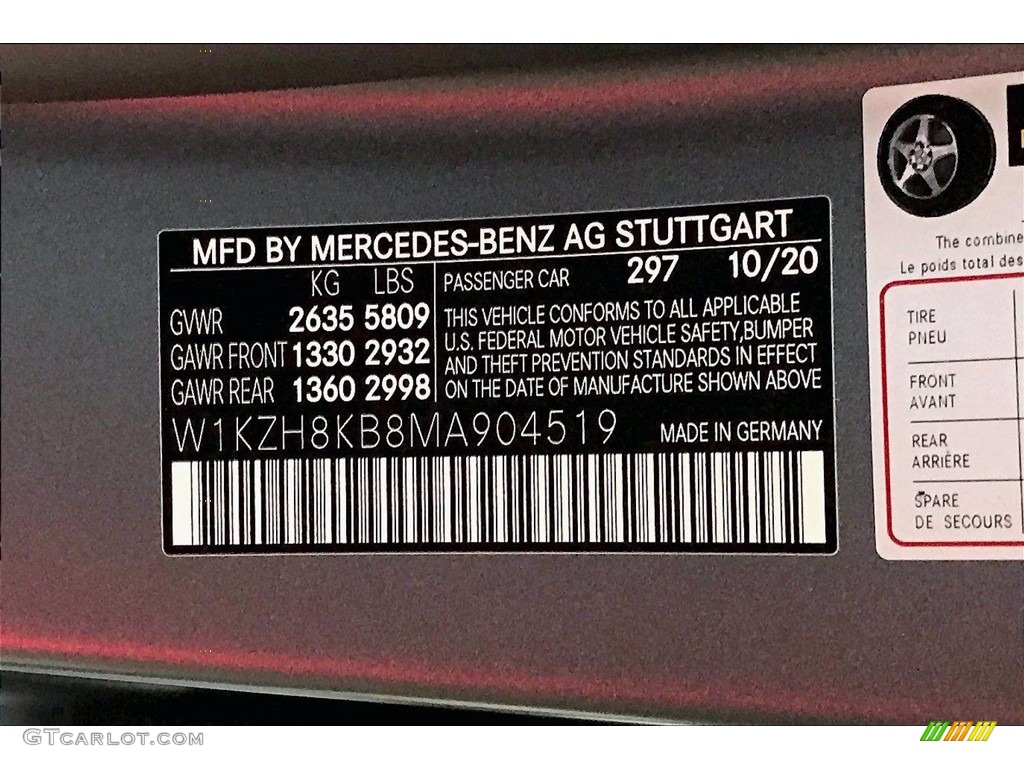 MFD BY MERCEDES-BENZ AG STUTTGART
KG LBS
GVWR 2635 5809
GAWR FRONT 1330 2932
GAWR REAR 1360 2998
PASSENGER CAR 297 10/20
THIS VEHICLE CONFORMS TO ALL APPLICABLE
U.S. FEDERAL MOTOR VEHICLE SAFETY,BUMPER
AND THEFT PREVENTION STANDARDS IN EFFECT
ON THE DATE OF MANUFACTURE SHOWN ABOVE
W1KZH8KB8MA904519 MADE IN GERMANY
The combine
Le poids total des
TIRE
PNEU
FRONT
AVANT
REAR
ARRIÈRE
SPARE
DE SECOURS
GTcarlot.com